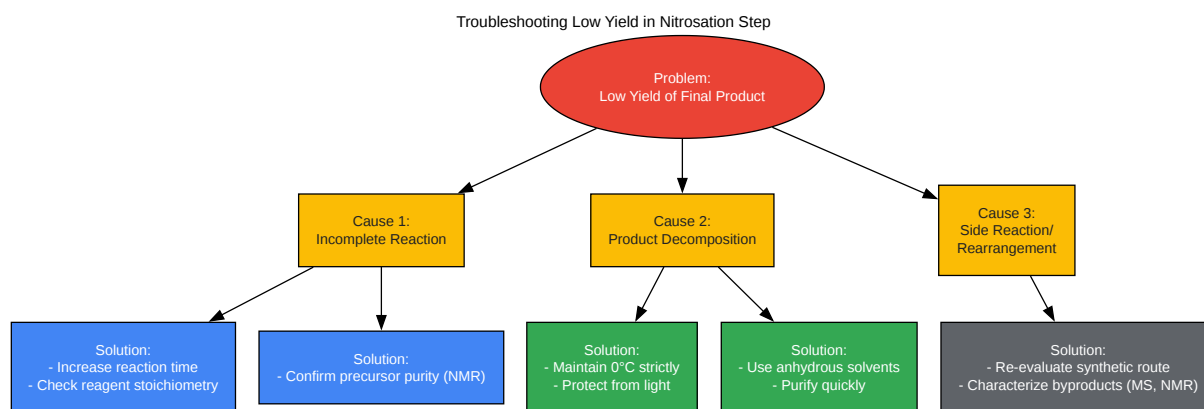 Troubleshooting Low Yield in Nitrosation Step
Problem:
Low Yield of Final Product
Cause 1:
Incomplete Reaction
Cause 2:
Product Decomposition
Cause 3:
Side Reaction/
Rearrangement
Solution:
- Increase reaction time
- Check reagent stoichiometry
Solution:
- Confirm precursor purity (NMR)
Solution:
- Maintain 0°C strictly
- Protect from light
Solution:
- Use anhydrous solvents
- Purify quickly
Solution:
- Re-evaluate synthetic route
- Characterize byproducts (MS, NMR)